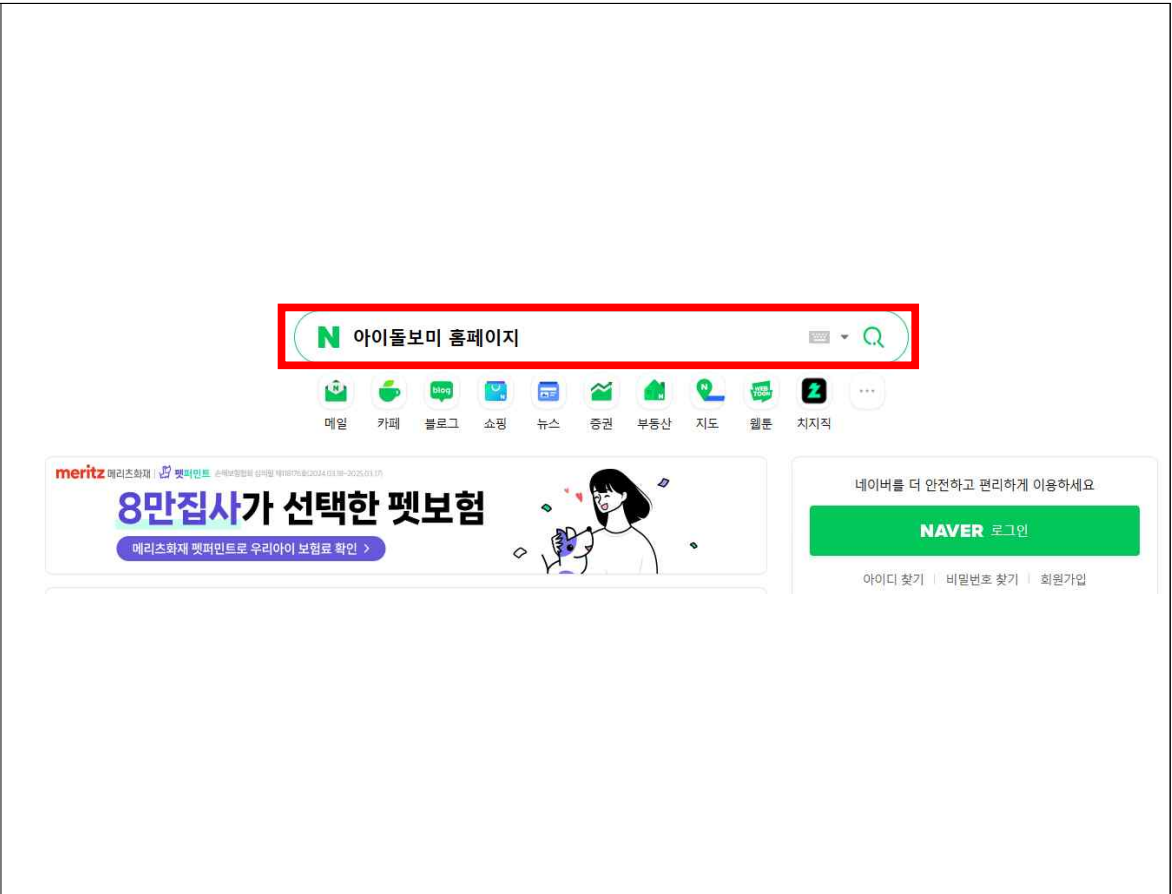 N 아이돌보미 홈페이지
N
blog
N
N
WEB
TOON
메일 카페 블로그 쇼핑 뉴스 증권 부동산 지도 웹툰 치지직
meritz 메리츠화재 펫퍼민트
8만집사가 선택한 펫보험
메리츠화재 펫퍼민트로 우리아이 보험료 확인 >
네이버를 더 안전하고 편리하게 이용하세요
NAVER 로그인
아이디 찾기 비밀번호 찾기 회원가입